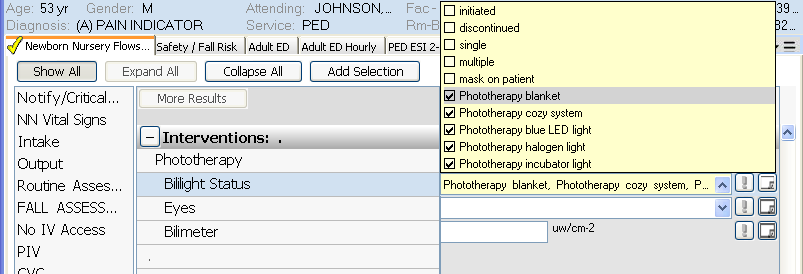 Age: 53 yr Gender: M Attending: JOHNSON,... Fac - 39
Diagnosis: (A) PAIN INDICATOR Service: PED Rm-B 82...
Newborn Nursery Flows... Safety / Fall Risk Adult ED Adult ED Hourly PED ESI 2-
Show All Expand All Collapse All Add Selection
initiated
discontinued
single
multiple
mask on patient
Phototherapy blanket
Phototherapy cozy system
Phototherapy blue LED light
Phototherapy halogen light
Phototherapy incubator light
Notify/Critical...
NN Vital Signs
Intake
Output
Routine Asses...
FALL ASSESS...
No IV Access
PIV
CVC
More Results
Interventions: .
Phototherapy
Bililight Status Phototherapy blanket, Phototherapy cozy system, P...
Eyes
Bilimeter uw/cm-2
.